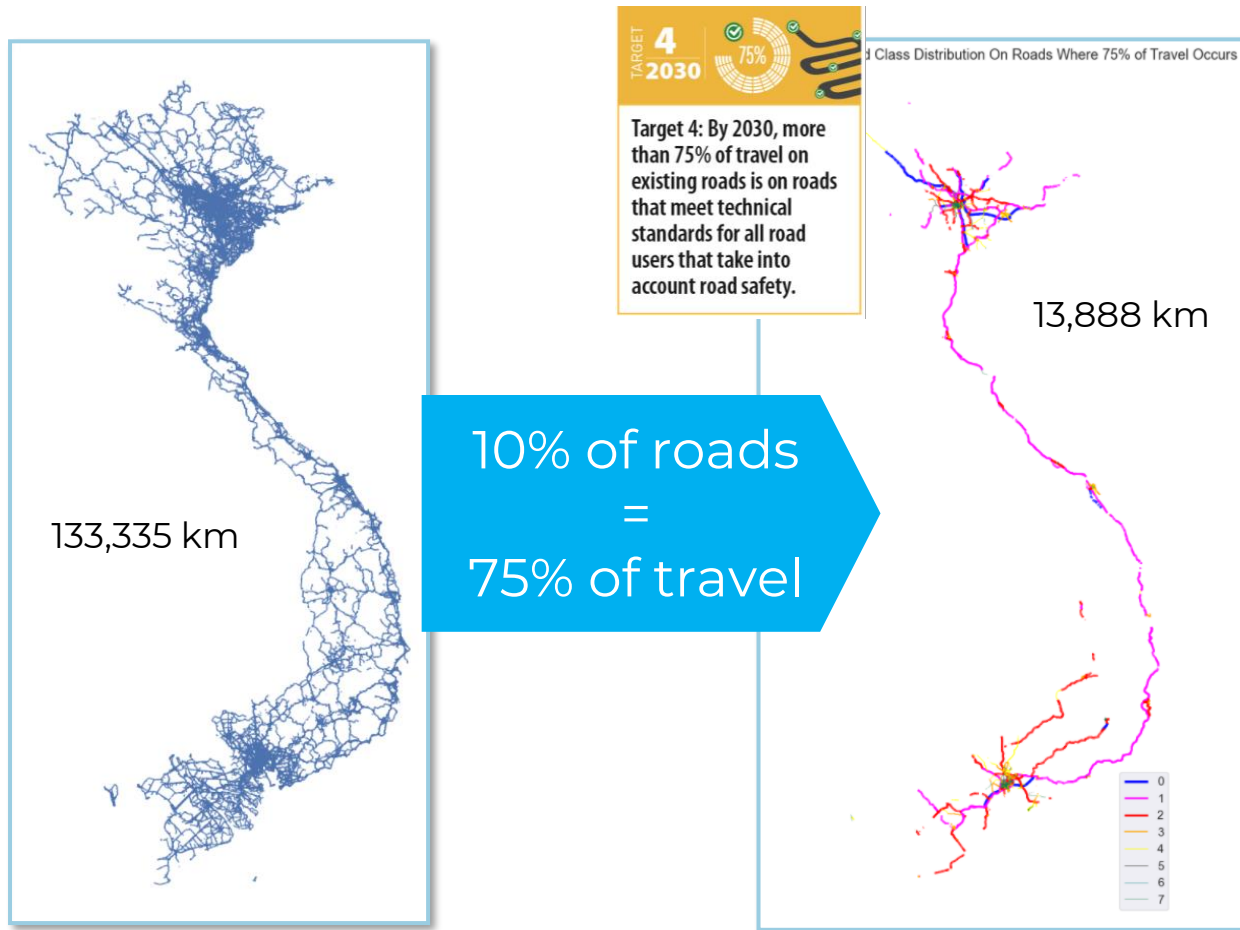 TARGET
4
2030
75%
Target 4: By 2030, more
than 75% of travel on
existing roads is on roads
that meet technical
standards for all road
users that take into
account road safety.
Class Distribution On Roads Where 75% of Travel Occurs
133,335 km
10% of roads
=
75% of travel
13,888 km
0
1
2
3
4
5
6
7